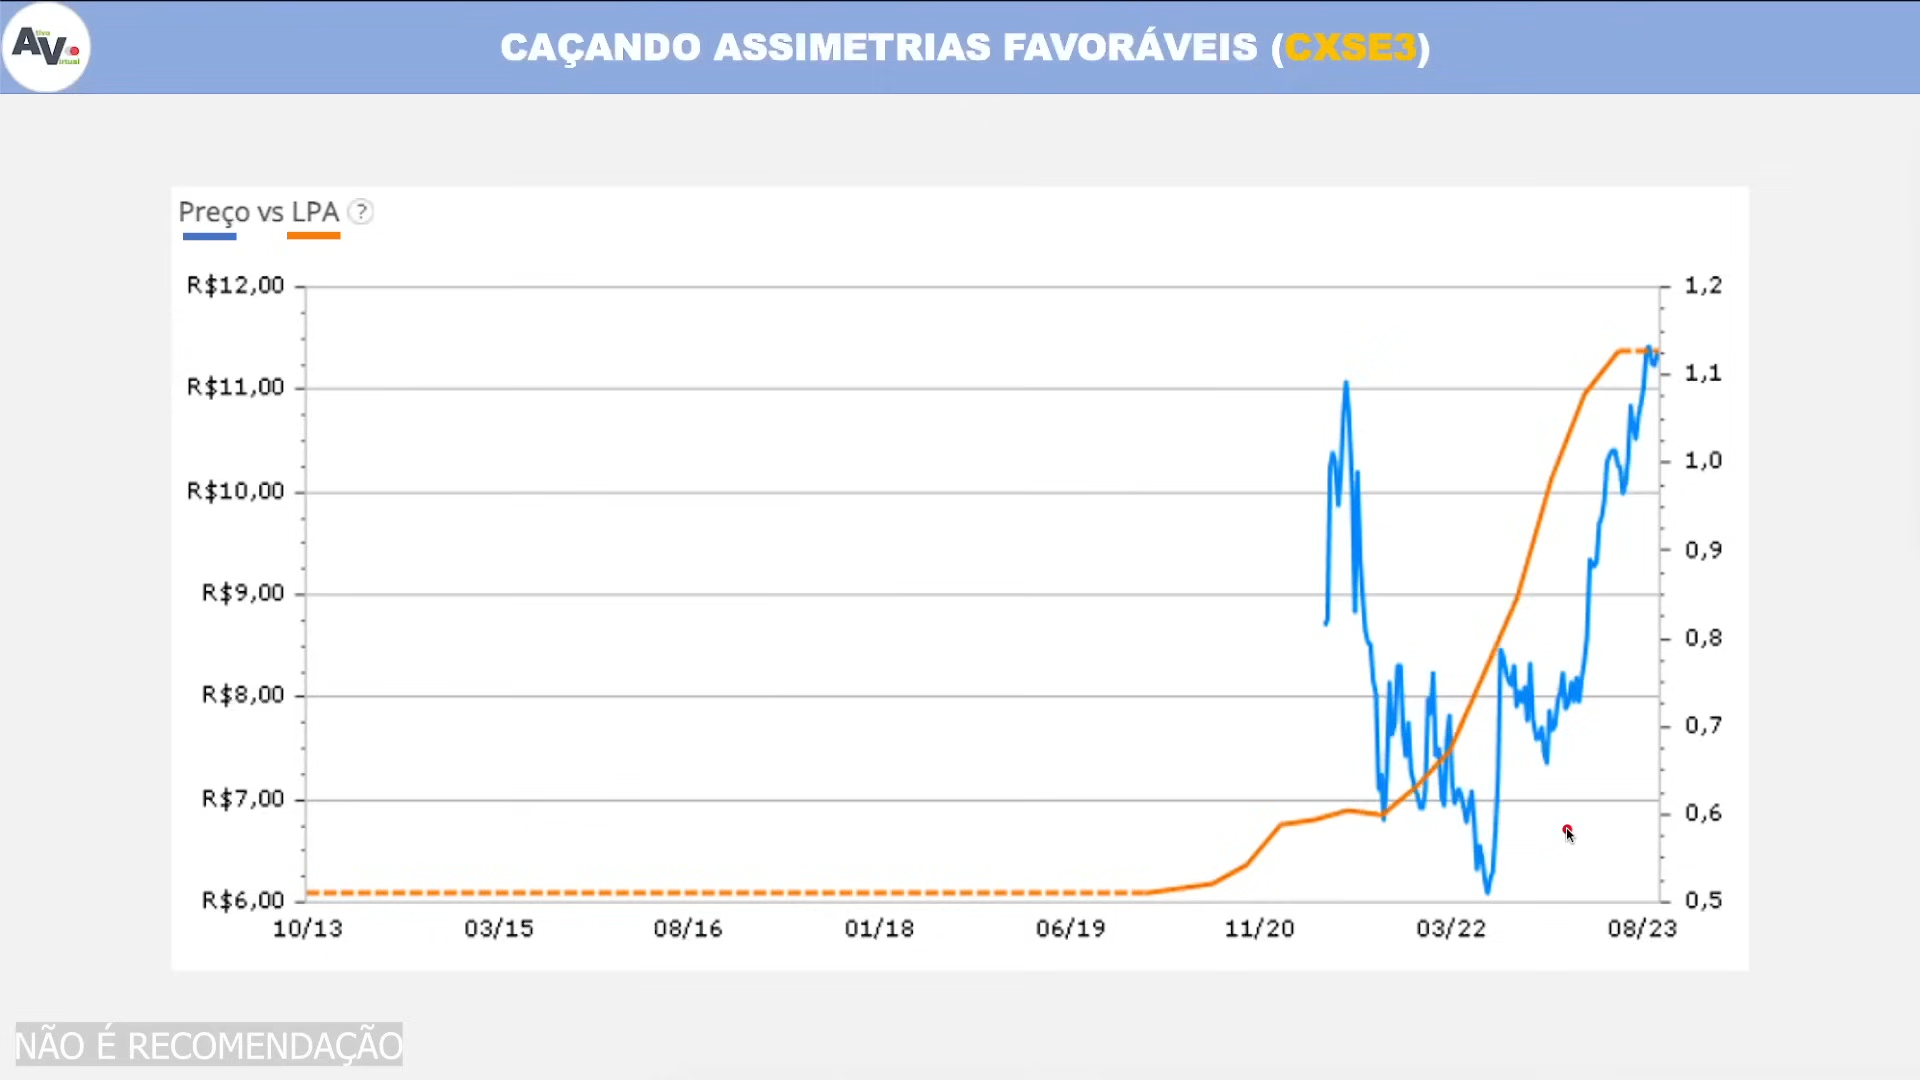 Ativa
Virtual
CAÇANDO ASSIMETRIAS FAVORÁVEIS (CXSE3)
Preço vs LPA ?
R$12,00
R$11,00
R$10,00
R$9,00
R$8,00
R$7,00
R$6,00
1,2
1,1
1,0
0,9
0,8
0,7
0,6
0,5
10/13 03/15 08/16 01/18 06/19 11/20 03/22 08/23
NÃO É RECOMENDAÇÃO